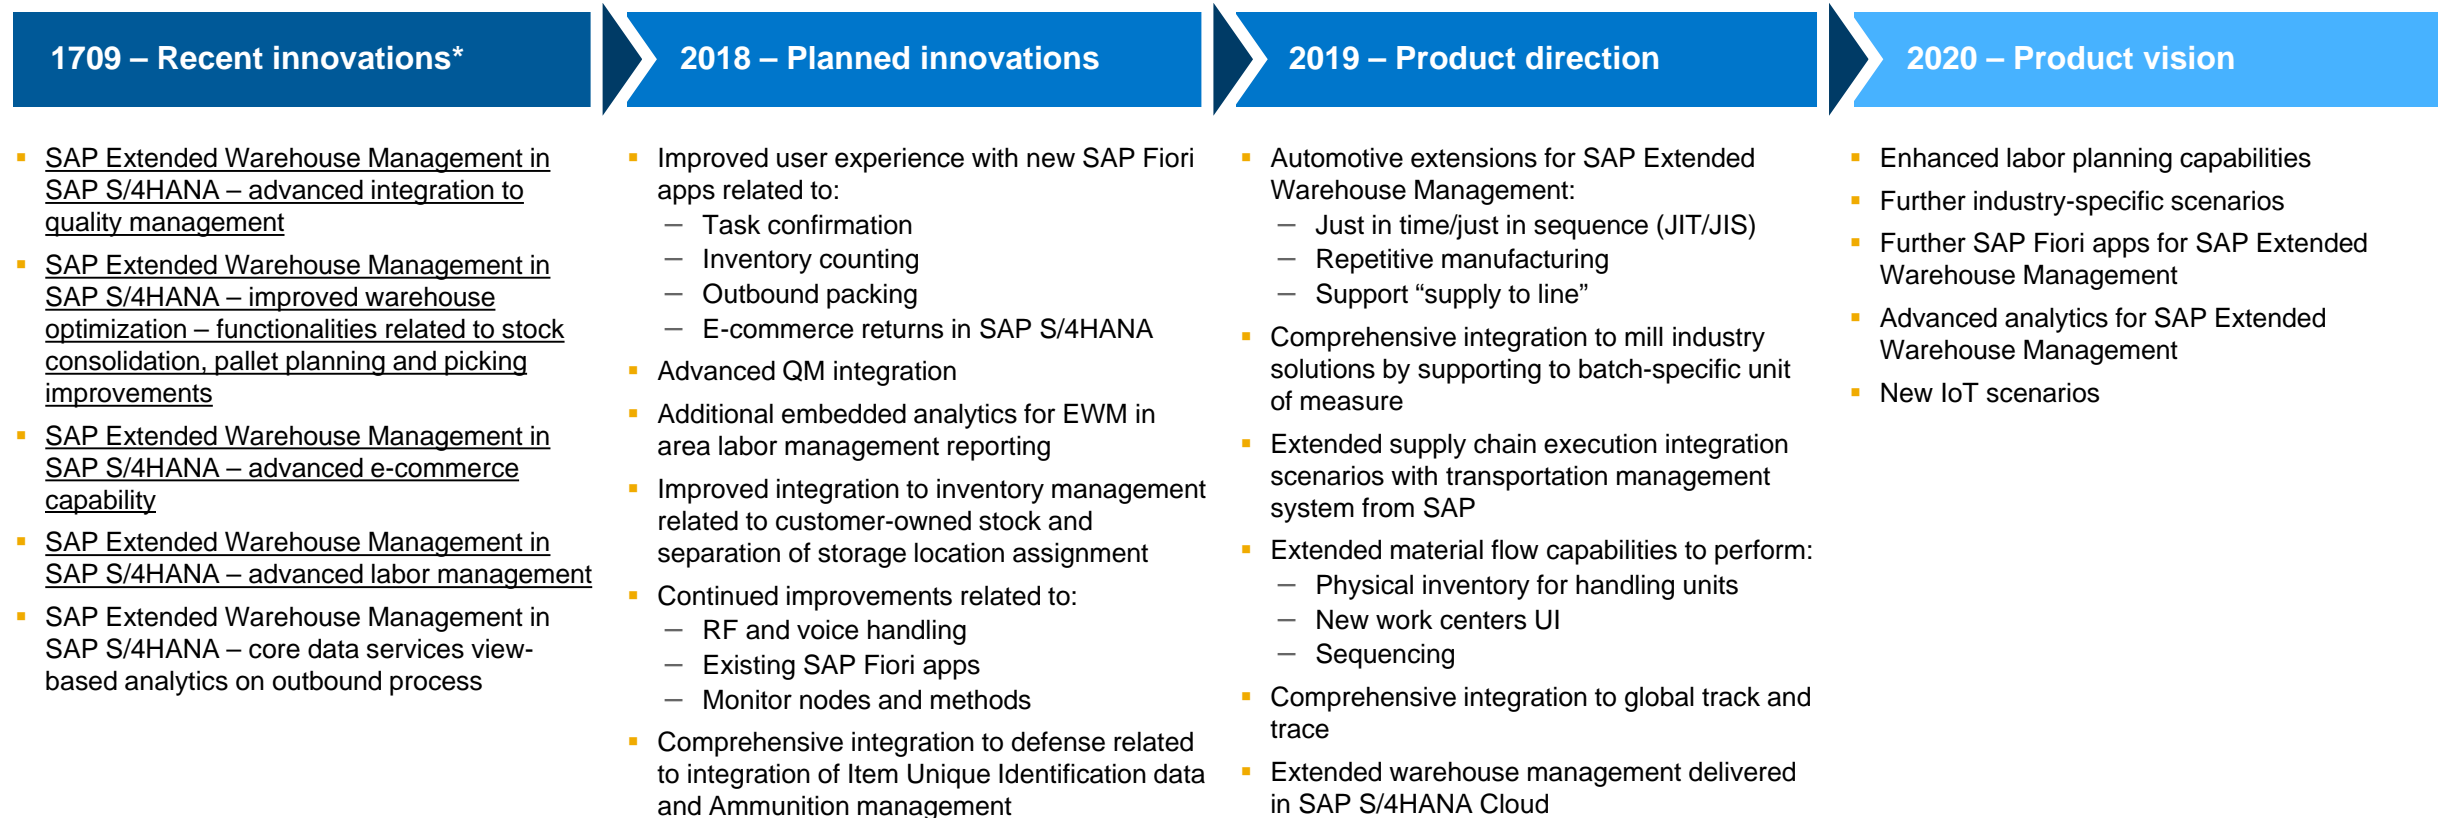 1709 – Recent innovations*
SAP Extended Warehouse Management in
SAP S/4HANA – advanced integration to
quality management
SAP Extended Warehouse Management in
SAP S/4HANA – improved warehouse
optimization – functionalities related to stock
consolidation, pallet planning and picking
improvements
SAP Extended Warehouse Management in
SAP S/4HANA – advanced e-commerce
capability
SAP Extended Warehouse Management in
SAP S/4HANA – advanced labor management
SAP Extended Warehouse Management in
SAP S/4HANA – core data services view-
based analytics on outbound process
2018 – Planned innovations
Improved user experience with new SAP Fiori
apps related to:
– Task confirmation
– Inventory counting
– Outbound packing
– E-commerce returns in SAP S/4HANA
Advanced QM integration
Additional embedded analytics for EWM in
area labor management reporting
Improved integration to inventory management
related to customer-owned stock and
separation of storage location assignment
Continued improvements related to:
– RF and voice handling
– Existing SAP Fiori apps
– Monitor nodes and methods
Comprehensive integration to defense related
to integration of Item Unique Identification data
and Ammunition management
2019 – Product direction
Automotive extensions for SAP Extended
Warehouse Management:
– Just in time/just in sequence (JIT/JIS)
– Repetitive manufacturing
– Support “supply to line”
Comprehensive integration to mill industry
solutions by supporting to batch-specific unit
of measure
Extended supply chain execution integration
scenarios with transportation management
system from SAP
Extended material flow capabilities to perform:
– Physical inventory for handling units
– New work centers UI
– Sequencing
Comprehensive integration to global track and
trace
Extended warehouse management delivered
in SAP S/4HANA Cloud
2020 – Product vision
Enhanced labor planning capabilities
Further industry-specific scenarios
Further SAP Fiori apps for SAP Extended
Warehouse Management
Advanced analytics for SAP Extended
Warehouse Management
New IoT scenarios